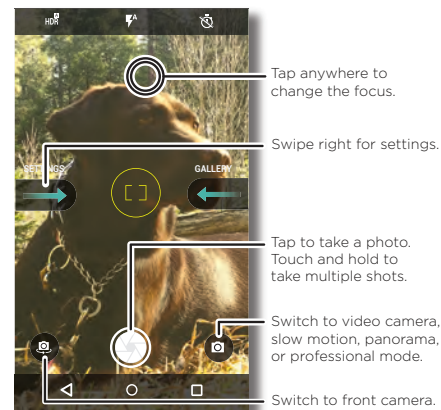 HDR
A
Tap anywhere to
change the focus.
Swipe right for settings.
SETTINGS
GALLERY
Tap to take a photo.
Touch and hold to
take multiple shots.
Switch to video camera,
slow motion, panorama,
or professional mode.
Switch to front camera.